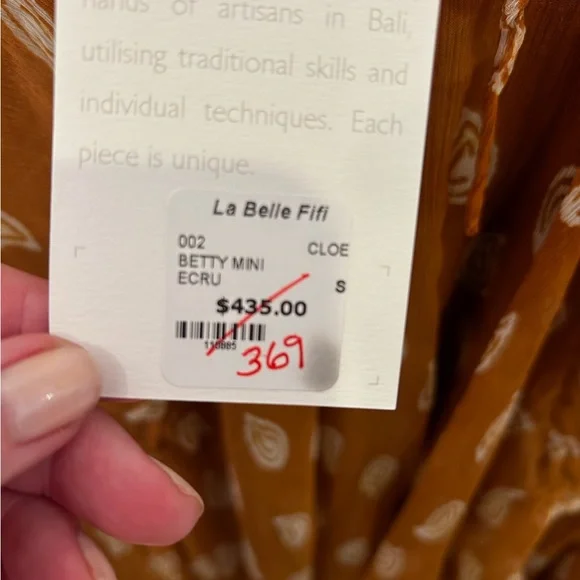 hands of artisans in Bali,
utilising traditional skills and
individual techniques. Each
piece is unique.
La Belle Fifi
002 CLOE
BETTY MINI
ECRU S
$435.00
369